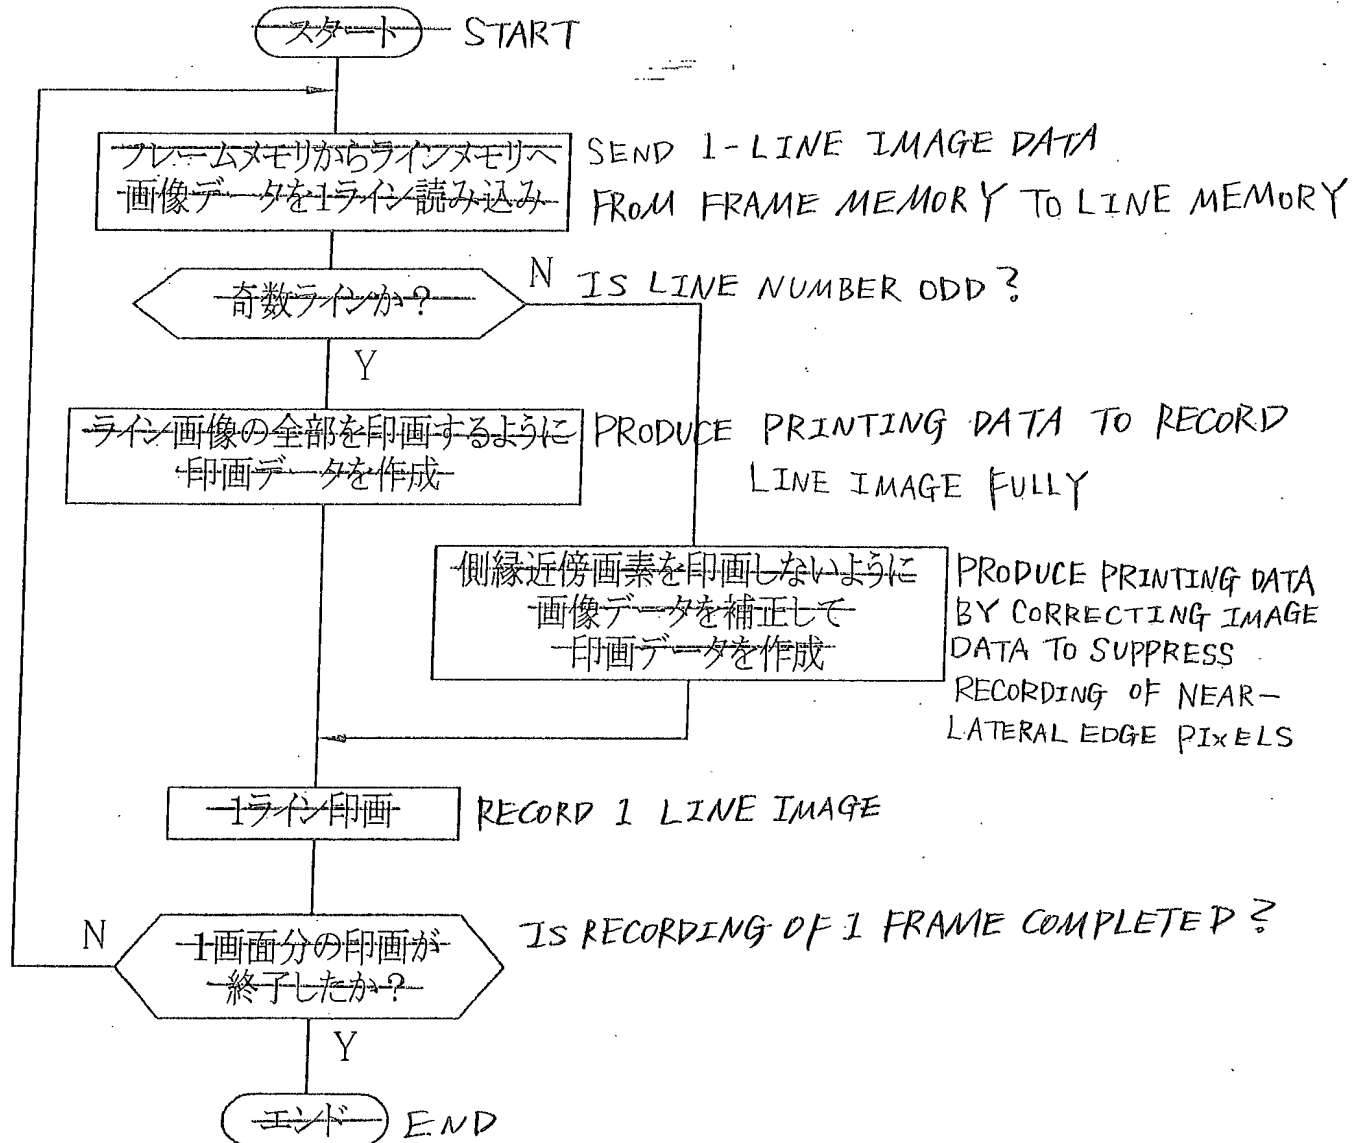 スタート START
フレームメモリからラインメモリへ
画像データを1ライン読み込み
SEND 1-LINE IMAGE DATA
FROM FRAME MEMORY TO LINE MEMORY
奇数ラインか?
N
IS LINE NUMBER ODD?
Y
ライン画像の全部を印画するように
印画データを作成
PRODUCE PRINTING DATA TO RECORD
LINE IMAGE FULLY
側縁近傍画素を印画しないように
画像データを補正して
印画データを作成
PRODUCE PRINTING DATA
BY CORRECTING IMAGE
DATA TO SUPPRESS
RECORDING OF NEAR-
LATERAL EDGE PIXELS
1ライン印画
RECORD 1 LINE IMAGE
N
1画面分の印画が
終了したか?
IS RECORDING OF 1 FRAME COMPLETED?
Y
エンド END